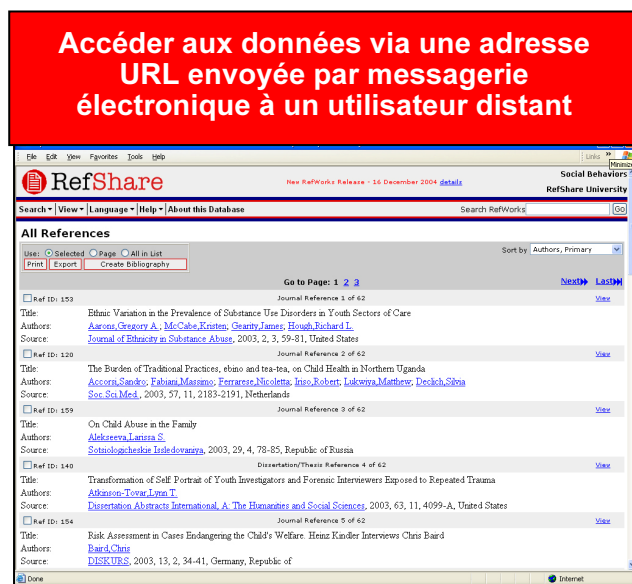 Accéder aux données via une adresse
URL envoyée par messagerie
électronique à un utilisateur distant
File Edit View Favorites Tools Help Links »
Minimize
RefShare New RefWorks Release - 16 December 2004 details Social Behaviors
RefShare University
Search View Language Help About this Database Search RefWorks Go
All References
Use: Selected Page All in List Sort by Authors, Primary
Print Export Create Bibliography
Go to Page: 1 2 3 Next Last
Ref ID: 153 Journal Reference 1 of 62 View
Title: Ethnic Variation in the Prevalence of Substance Use Disorders in Youth Sectors of Care
Authors: Aarons,Gregory A.; McCabe,Kristen; Gearity,James; Hough,Richard L.
Source: Journal of Ethnicity in Substance Abuse, 2003, 2, 3, 59-81, United States
Ref ID: 120 Journal Reference 2 of 62 View
Title: The Burden of Traditional Practices, ebino and tea-tea, on Child Health in Northern Uganda
Authors: Accorsi,Sandro; Fabiani,Massimo; Ferrarese,Nicoletta; Iriso,Robert; Lukwiya,Matthew; Declich,Silvia
Source: Soc.Sci.Med., 2003, 57, 11, 2183-2191, Netherlands
Ref ID: 159 Journal Reference 3 of 62 View
Title: On Child Abuse in the Family
Authors: Alekseeva,Larissa S.
Source: Sotsiologicheskie Issledovaniya, 2003, 29, 4, 78-85, Republic of Russia
Ref ID: 140 Dissertation/Thesis Reference 4 of 62 View
Title: Transformation of Self Portrait of Youth Investigators and Forensic Interviewers Exposed to Repeated Trauma
Authors: Atkinson-Tovar,Lynn T.
Source: Dissertation Abstracts International, A: The Humanities and Social Sciences, 2003, 63, 11, 4099-A, United States
Ref ID: 154 Journal Reference 5 of 62 View
Title: Risk Assessment in Cases Endangering the Child's Welfare. Heinz Kindler Interviews Chris Baird
Authors: Baird,Chris
Source: DISKURS, 2003, 13, 2, 34-41, Germany, Republic of
Done Internet